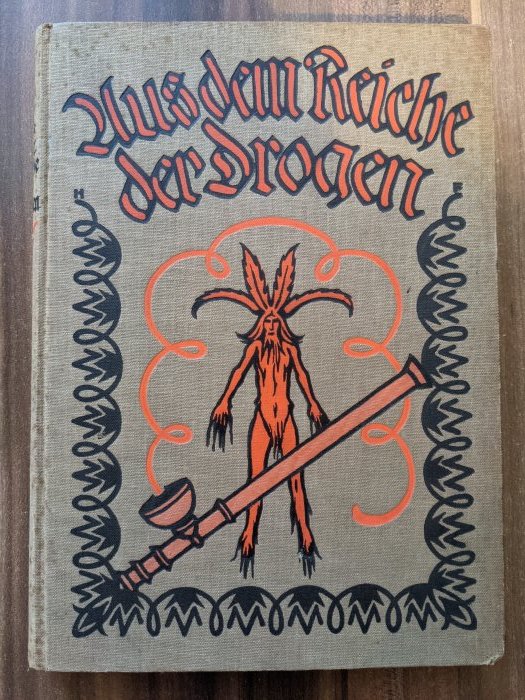 Aus dem Reiche
der Drogen
H E